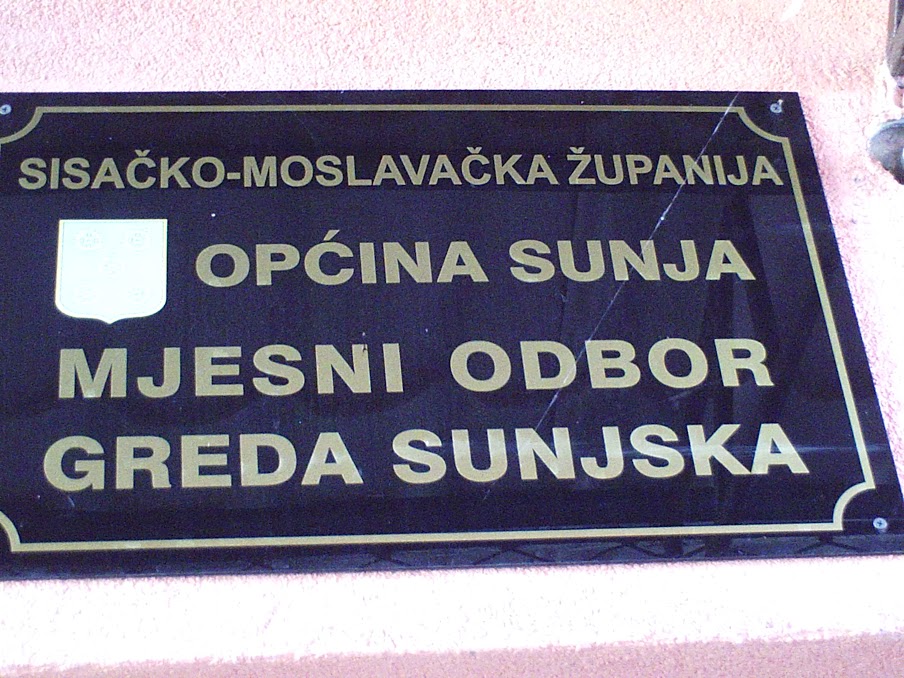 SISAČKO-MOSLAVAČKA ŽUPANIJA
OPĆINA SUNJA
MJESNI ODBOR
GREDA SUNJSKA